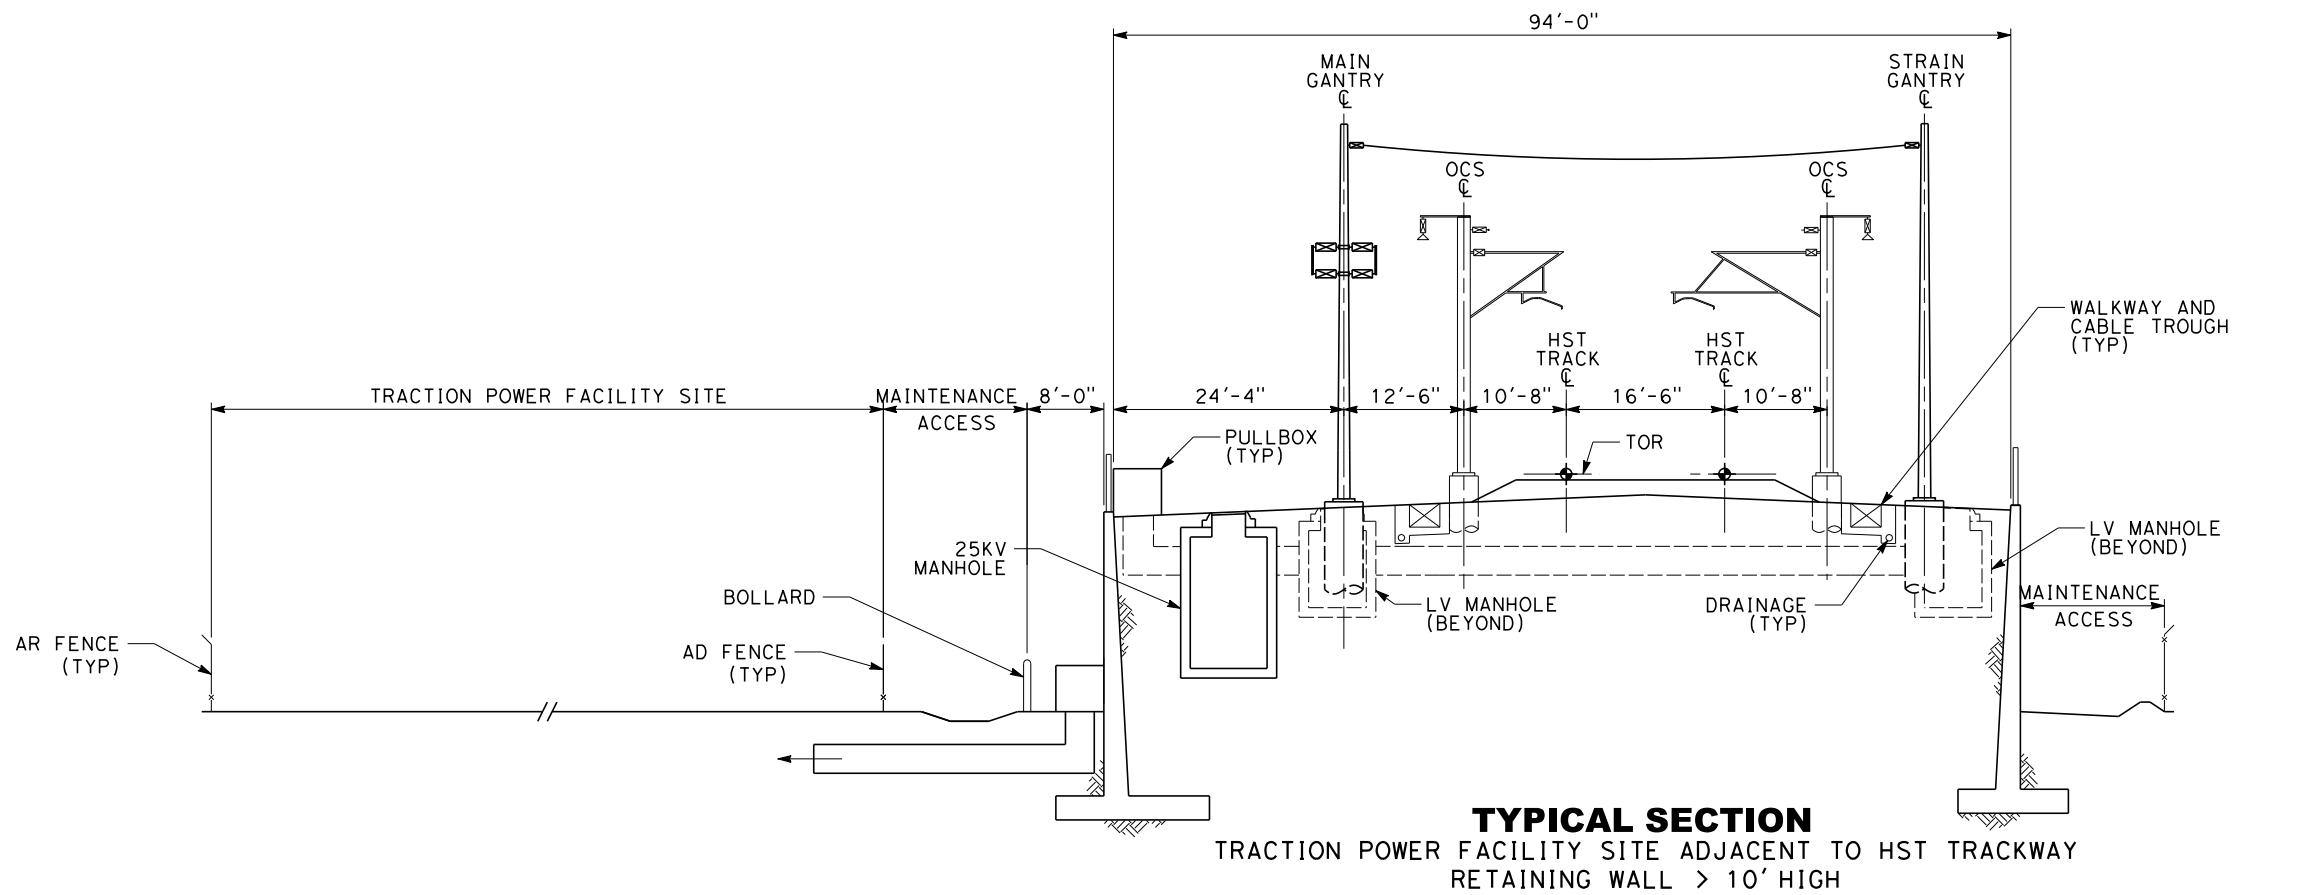 94'-0"
MAIN
GANTRY
℄
STRAIN
GANTRY
℄
OCS
℄
OCS
℄
WALKWAY AND
CABLE TROUGH
(TYP)
HST
TRACK
℄
HST
TRACK
℄
TRACTION POWER FACILITY SITE
MAINTENANCE
ACCESS
8'-0"
24'-4"
12'-6"
10'-8"
16'-6"
10'-8"
PULLBOX
(TYP)
TOR
25KV
MANHOLE
LV MANHOLE
(BEYOND)
BOLLARD
LV MANHOLE
(BEYOND)
DRAINAGE
(TYP)
MAINTENANCE
ACCESS
AR FENCE
(TYP)
AD FENCE
(TYP)
TYPICAL SECTION
TRACTION POWER FACILITY SITE ADJACENT TO HST TRACKWAY
RETAINING WALL > 10' HIGH